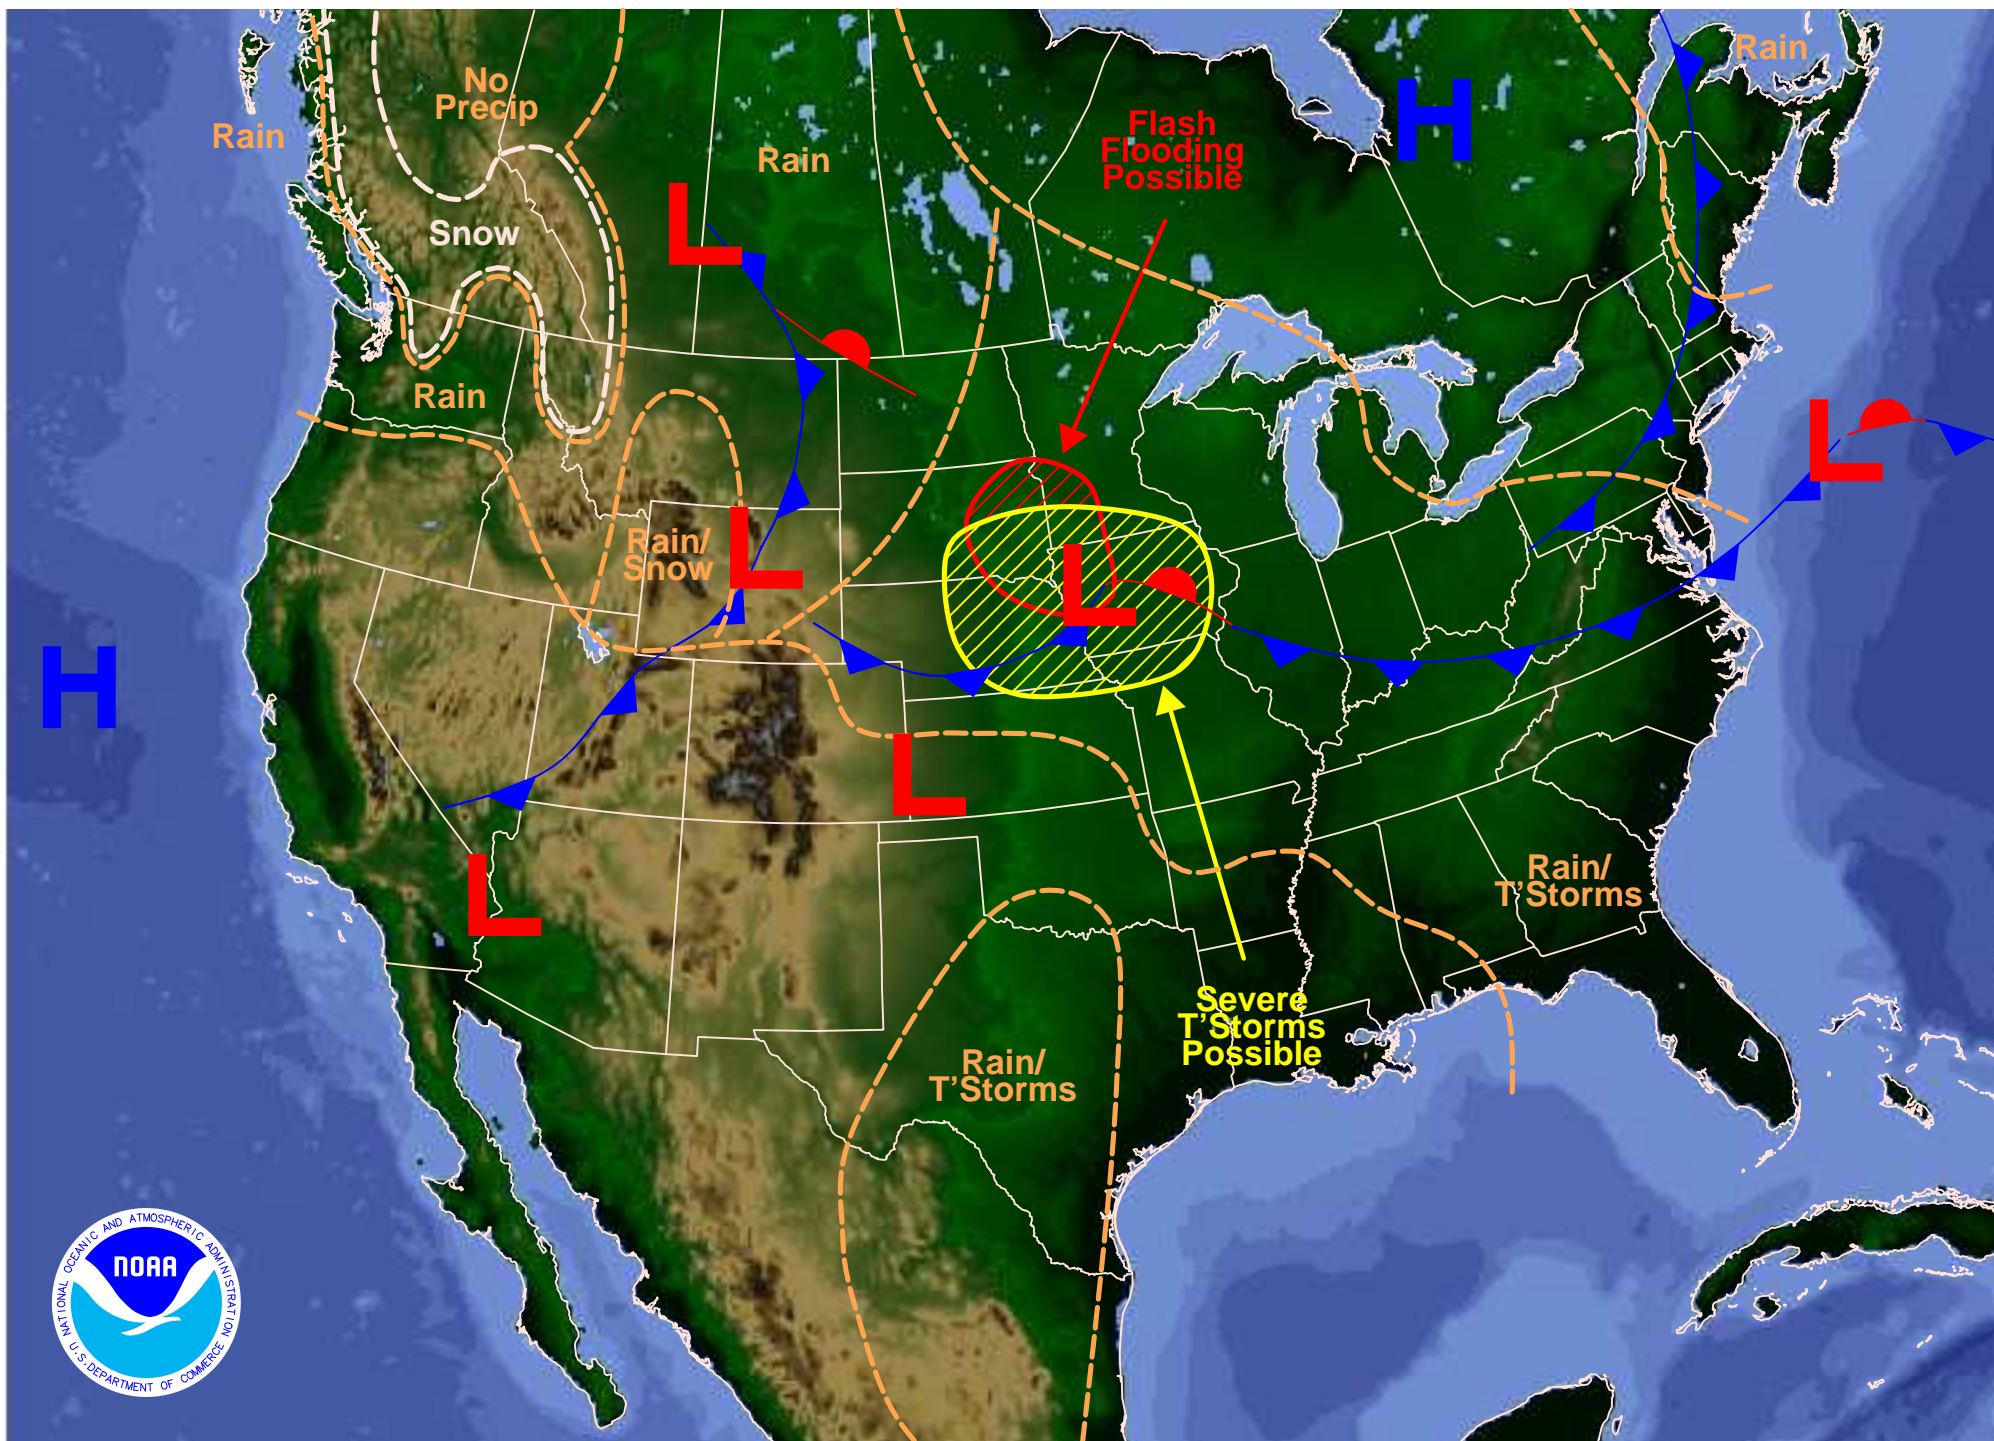 Rain
No
Precip
Rain
Rain
Flash
Flooding
Possible
H
L
Snow
Rain
L
Rain/
Snow
L
L
H
L
L
Rain/
T'Storms
Severe
T'Storms
Possible
Rain/
T'Storms
NATIONAL OCEANIC AND ATMOSPHERIC ADMINISTRATION
NOAA
U.S. DEPARTMENT OF COMMERCE